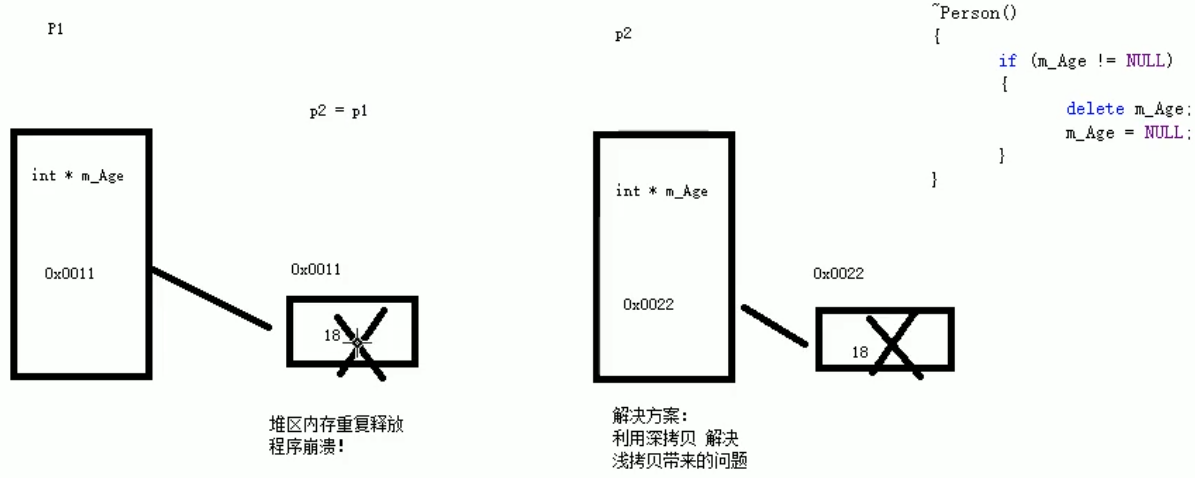 P1
p2 = p1
int * m_Age
0x0011
0x0011
18
堆区内存重复释放
程序崩溃!
p2
int * m_Age
0x0022
0x0022
18
解决方案:
利用深拷贝 解决
浅拷贝带来的问题
~Person()
{
if (m_Age != NULL)
{
delete m_Age;
m_Age = NULL;
}
}